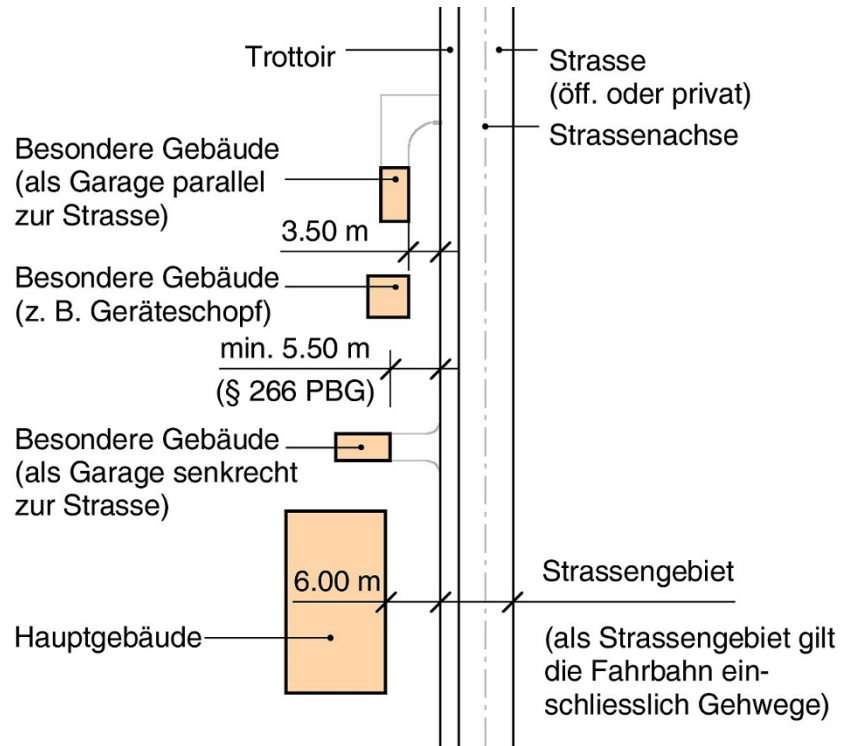 Trottoir
Strasse
(öff. oder privat)
Strassenachse
Besondere Gebäude
(als Garage parallel
zur Strasse)
3.50 m
Besondere Gebäude
(z. B. Geräteschopf)
min. 5.50 m
(§ 266 PBG)
Besondere Gebäude
(als Garage senkrecht
zur Strasse)
6.00 m
Strassengebiet
Hauptgebäude
(als Strassengebiet gilt
die Fahrbahn ein-
schliesslich Gehwege)